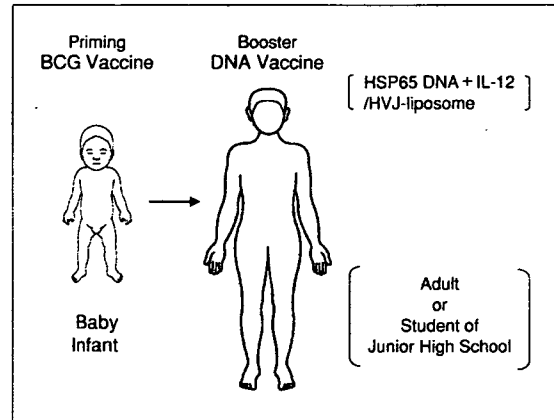 Priming
BCG Vaccine
Booster
DNA Vaccine
HSP65 DNA + IL-12
/HVJ-liposome
Baby
Infant
Adult
or
Student of
Junior High School